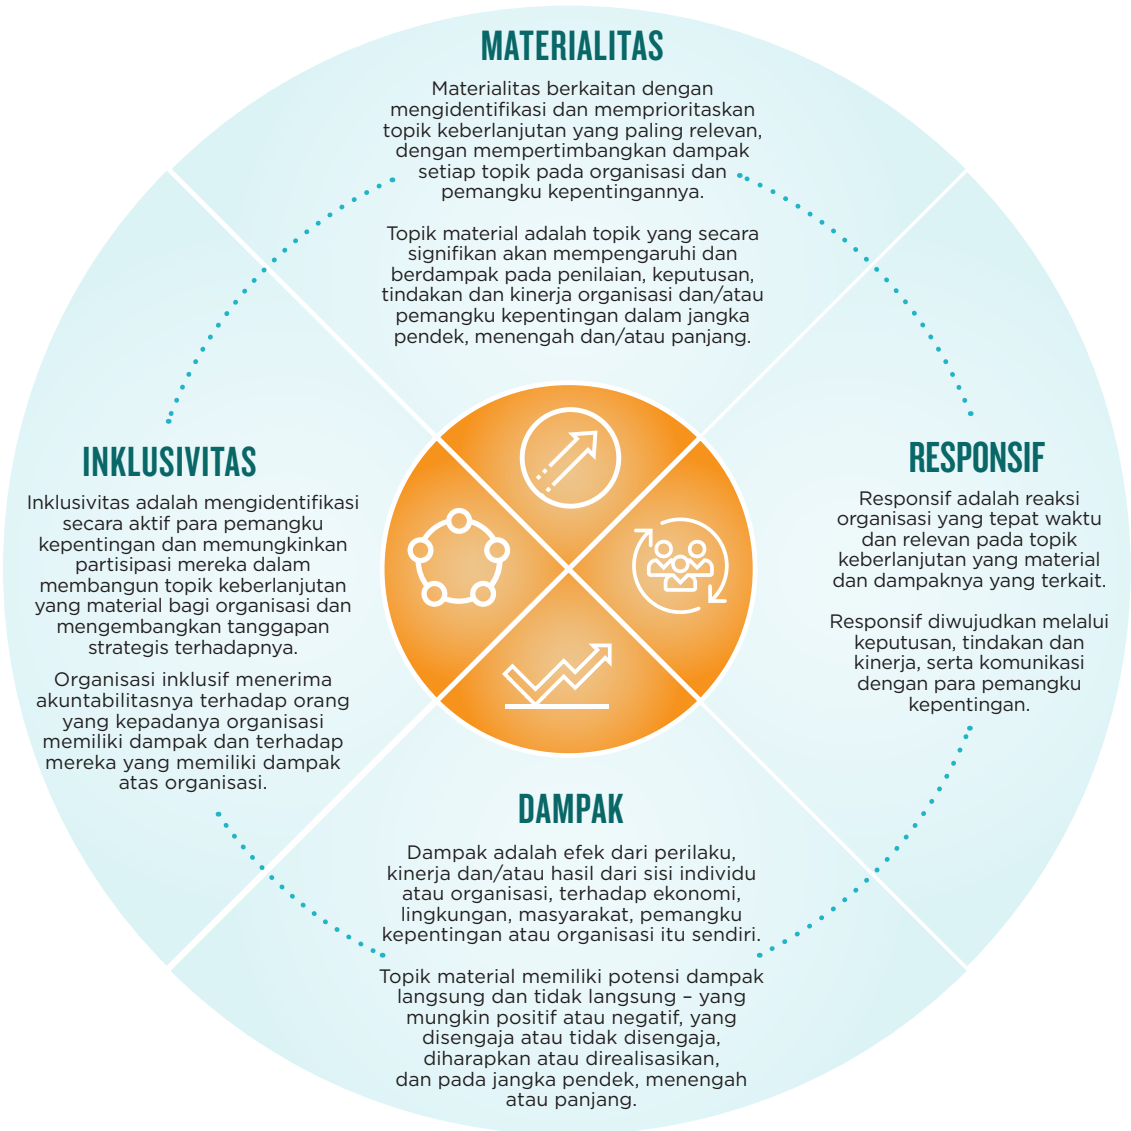 MATERIALITAS
Materialitas berkaitan dengan
mengidentifikasi dan memprioritaskan
topik keberlanjutan yang paling relevan,
dengan mempertimbangkan dampak
setiap topik pada organisasi dan
pemangku kepentingannya.
Topik material adalah topik yang secara
signifikan akan mempengaruhi dan
berdampak pada penilaian, keputusan,
tindakan dan kinerja organisasi dan/atau
pemangku kepentingan dalam jangka
pendek, menengah dan/atau panjang.
INKLUSIVITAS
Inklusivitas adalah mengidentifikasi
secara aktif para pemangku
kepentingan dan memungkinkan
partisipasi mereka dalam
membangun topik keberlanjutan
yang material bagi organisasi dan
mengembangkan tanggapan
strategis terhadapnya.
Organisasi inklusif menerima
akuntabilitasnya terhadap orang
yang kepadanya organisasi
memiliki dampak dan terhadap
mereka yang memiliki dampak
atas organisasi.
RESPONSIF
Responsif adalah reaksi
organisasi yang tepat waktu
dan relevan pada topik
keberlanjutan yang material
dan dampaknya yang terkait.
Responsif diwujudkan melalui
keputusan, tindakan dan
kinerja, serta komunikasi
dengan para pemangku
kepentingan.
DAMPAK
Dampak adalah efek dari perilaku,
kinerja dan/atau hasil dari sisi individu
atau organisasi, terhadap ekonomi,
lingkungan, masyarakat, pemangku
kepentingan atau organisasi itu sendiri.
Topik material memiliki potensi dampak
langsung dan tidak langsung – yang
mungkin positif atau negatif, yang
disengaja atau tidak disengaja,
diharapkan atau direalisasikan,
dan pada jangka pendek, menengah
atau panjang.